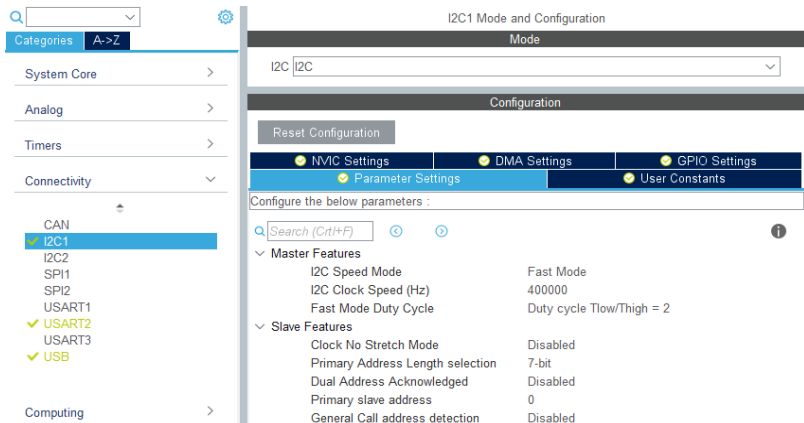 Categories A->Z
System Core
Analog
Timers
Connectivity
CAN
I2C1
I2C2
SPI1
SPI2
USART1
USART2
USART3
USB
Computing
I2C1 Mode and Configuration
Mode
I2C I2C
Configuration
Reset Configuration
NVIC Settings DMA Settings GPIO Settings
Parameter Settings User Constants
Configure the below parameters :
Search (Crtl+F)
Master Features
I2C Speed Mode Fast Mode
I2C Clock Speed (Hz) 400000
Fast Mode Duty Cycle Duty cycle Tlow/Thigh = 2
Slave Features
Clock No Stretch Mode Disabled
Primary Address Length selection 7-bit
Dual Address Acknowledged Disabled
Primary slave address 0
General Call address detection Disabled